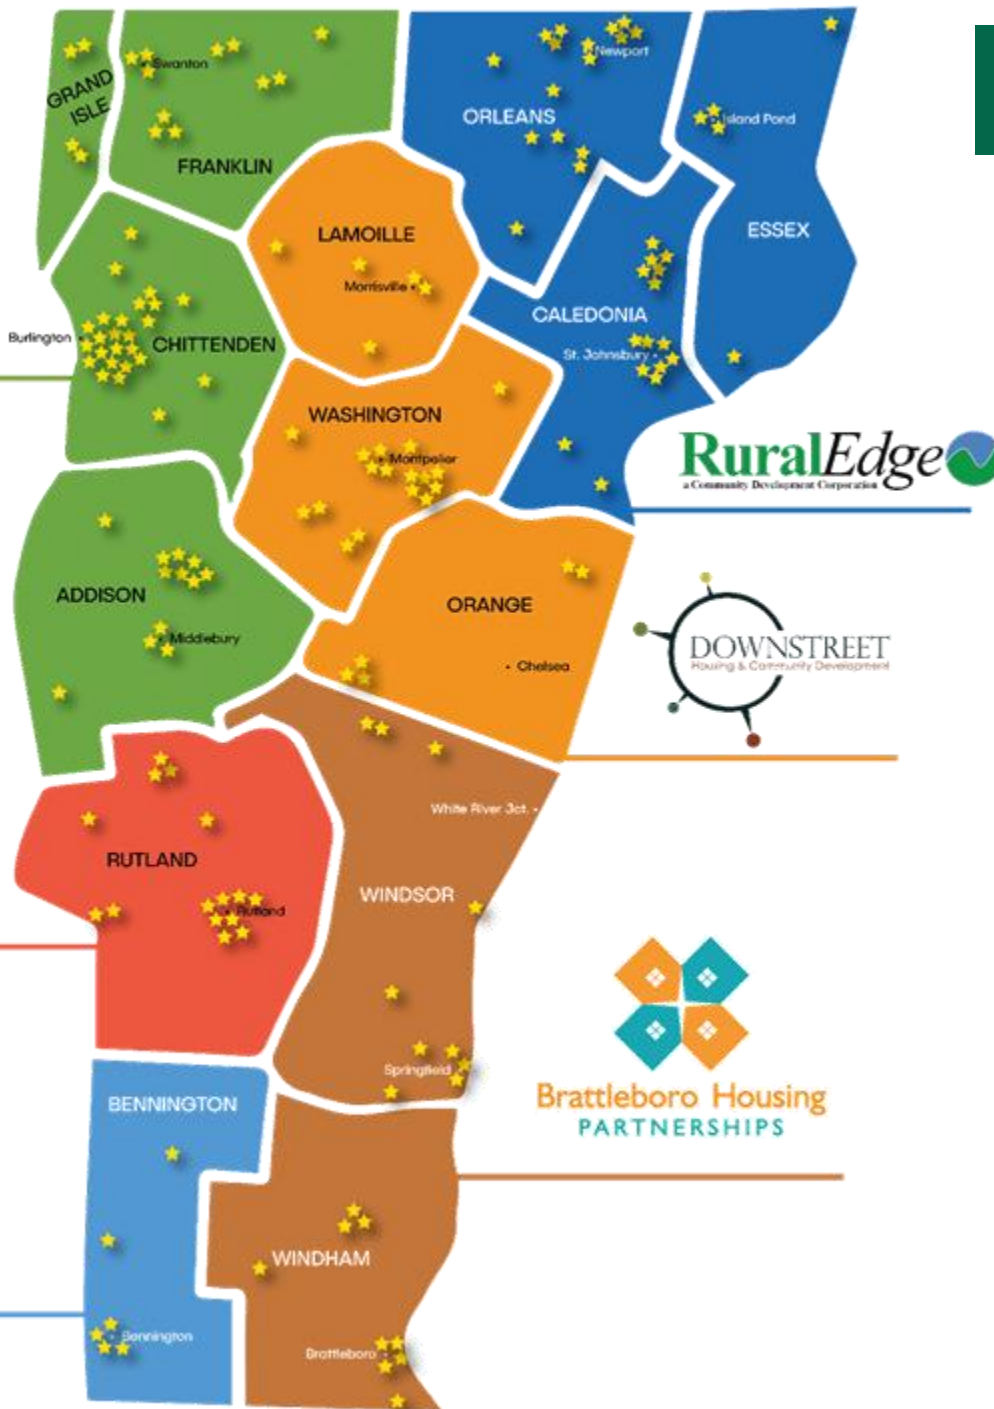 Newport
Swanton
GRAND
ISLE
ORLEANS
Island Pond
FRANKLIN
LAMOILLE
ESSEX
Morrisville
CALEDONIA
Burlington
CHITTENDEN
St. Johnsbury
WASHINGTON
Montpelier
RuralEdge
a Community Development Corporation
ADDISON
ORANGE
Middlebury
DOWNSTREET
Housing & Community Development
Chelsea
White River Jct.
RUTLAND
WINDSOR
Rutland
Springfield
Brattleboro Housing
PARTNERSHIPS
BENNINGTON
WINDHAM
Bennington
Brattleboro